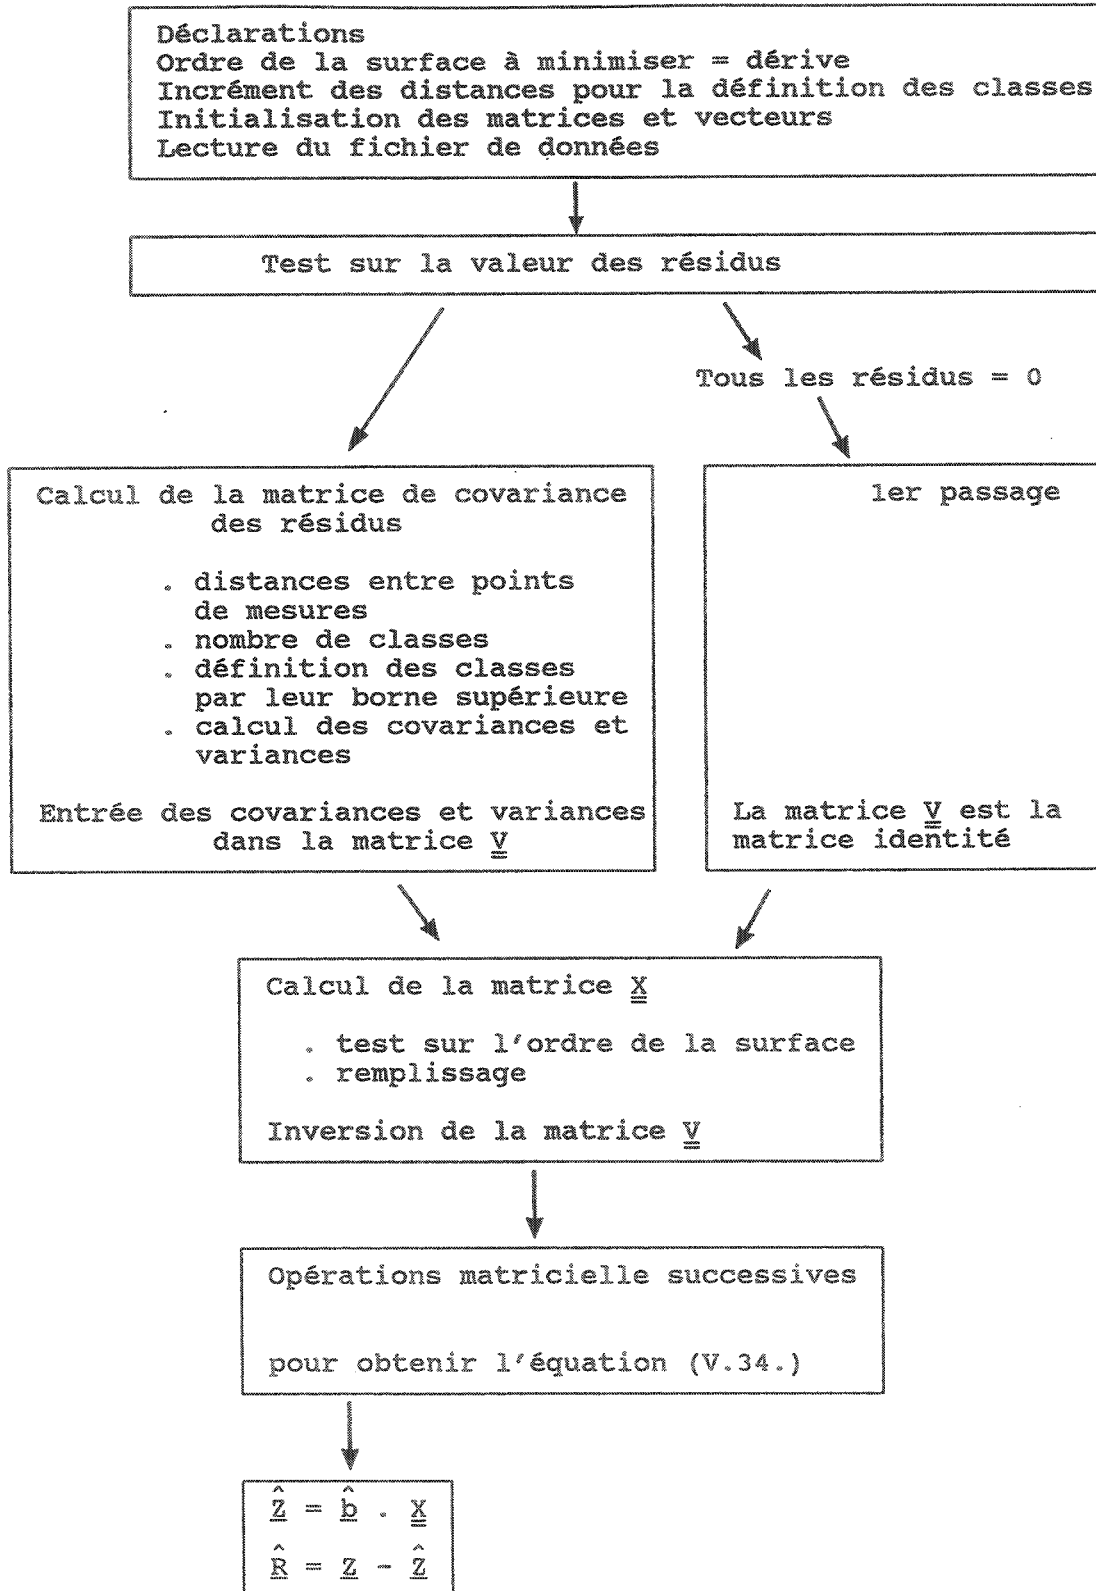 Déclarations
Ordre de la surface à minimiser = dérive
Incrément des distances pour la définition des classes
Initialisation des matrices et vecteurs
Lecture du fichier de données
Test sur la valeur des résidus
Tous les résidus = 0
Calcul de la matrice de covariance
des résidus
. distances entre points
de mesures
. nombre de classes
. définition des classes
par leur borne supérieure
. calcul des covariances et
variances
Entrée des covariances et variances
dans la matrice V̳
1er passage
La matrice V̳ est la
matrice identité
Calcul de la matrice X̳
. test sur l'ordre de la surface
. remplissage
Inversion de la matrice V̳
Opérations matricielle successives
pour obtenir l'équation (V.34.)
Ẑ̲ = b̲̂ . X̳
R̲̂ = Z̲ - Ẑ̲